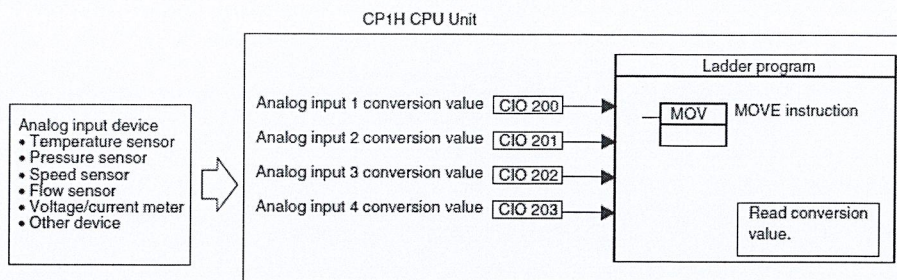 CP1H CPU Unit
Ladder program
Analog input device
• Temperature sensor
• Pressure sensor
• Speed sensor
• Flow sensor
• Voltage/current meter
• Other device
Analog input 1 conversion value CIO 200
Analog input 2 conversion value CIO 201
Analog input 3 conversion value CIO 202
Analog input 4 conversion value CIO 203
MOV MOVE instruction
Read conversion
value.